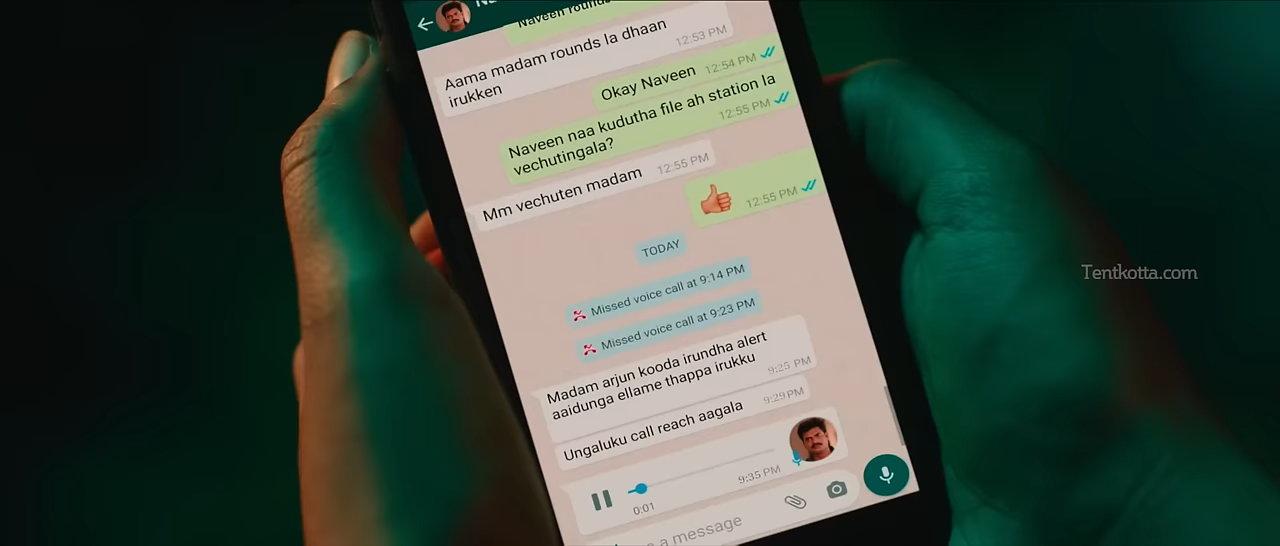 Naveen rounds
Aama madam rounds la dhaan
irukken
12:53 PM
Okay Naveen 12:54 PM
Naveen naa kudutha file ah station la
vechutingala? 12:55 PM
Mm vechuten madam 12:55 PM
👍 12:55 PM
TODAY
Missed voice call at 9:14 PM
Missed voice call at 9:23 PM
Madam arjun kooda irundha alert
aaidunga ellame thappa irukku 9:25 PM
Ungaluku call reach aagala 9:29 PM
0:01 9:35 PM
a message
Tentkotta.com